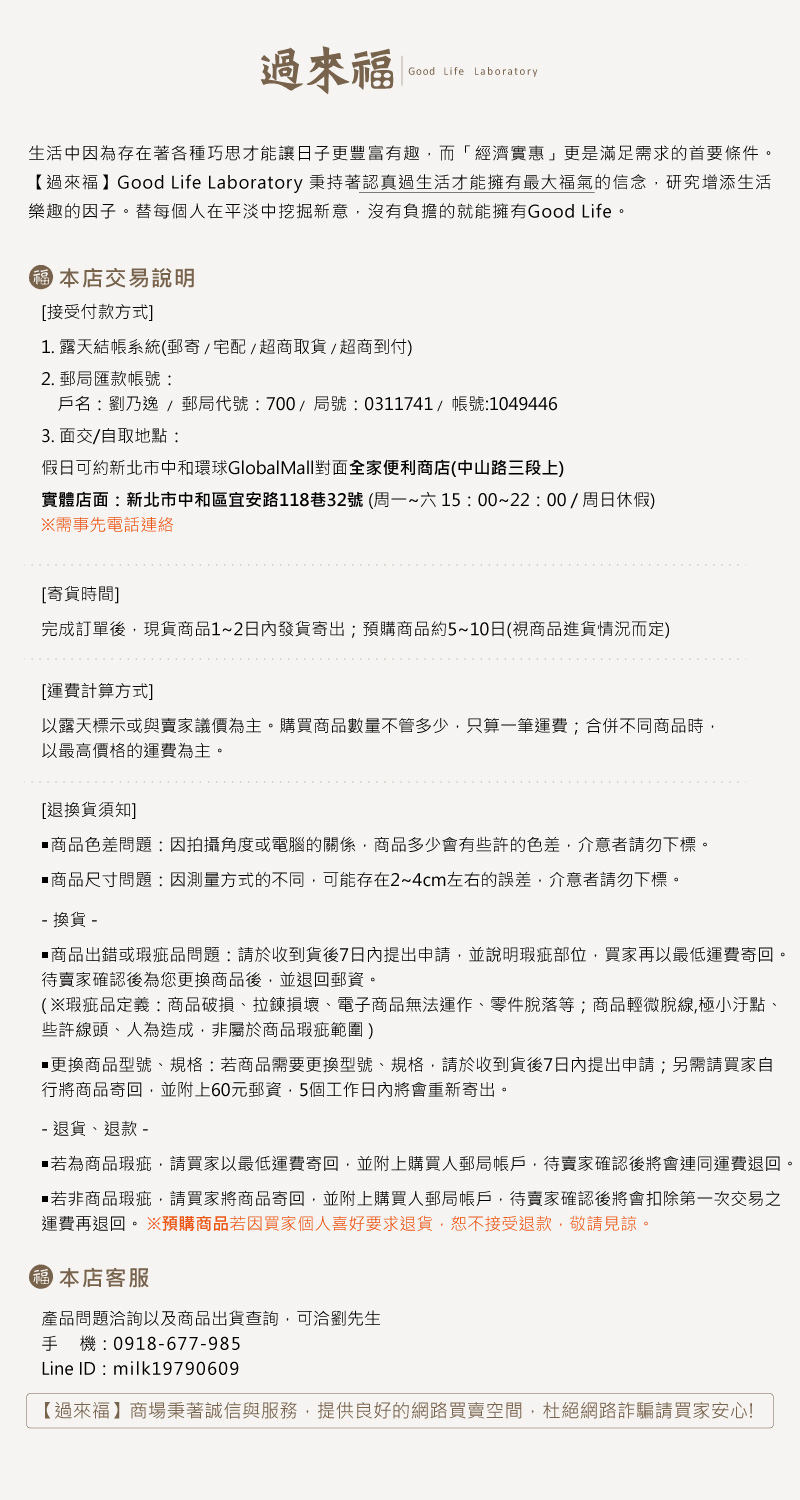 過來福 Good Life Laboratory
生活中因為存在著各種巧思才能讓日子更豐富有趣，而「經濟實惠」更是滿足需求的首要條件。
【過來福】Good Life Laboratory 秉持著認真過生活才能擁有最大福氣的信念，研究增添生活
樂趣的因子。替每個人在平淡中挖掘新意，沒有負擔的就能擁有Good Life。
福 本店交易說明
[接受付款方式]
1. 露天結帳系統(郵寄/宅配/超商取貨/超商到付)
2. 郵局匯款帳號：
戶名：劉乃逸 / 郵局代號：700/ 局號：0311741/ 帳號:1049446
3. 面交/自取地點：
假日可約新北市中和環球GlobalMall對面全家便利商店(中山路三段上)
實體店面：新北市中和區宜安路118巷32號 (周一~六 15：00~22：00 / 周日休假)
※需事先電話連絡
[寄貨時間]
完成訂單後，現貨商品1~2日內發貨寄出；預購商品約5~10日(視商品進貨情況而定)
[運費計算方式]
以露天標示或與賣家議價為主。購買商品數量不管多少，只算一筆運費；合併不同商品時，
以最高價格的運費為主。
[退換貨須知]
▪商品色差問題：因拍攝角度或電腦的關係，商品多少會有些許的色差，介意者請勿下標。
▪商品尺寸問題：因測量方式的不同，可能存在2~4cm左右的誤差，介意者請勿下標。
- 換貨 -
▪商品出錯或瑕疵品問題：請於收到貨後7日內提出申請，並說明瑕疵部位，買家再以最低運費寄回。
待賣家確認後為您更換商品後，並退回郵資。
(※瑕疵品定義：商品破損、拉鍊損壞、電子商品無法運作、零件脫落等；商品輕微脫線,極小汙點、
些許線頭、人為造成，非屬於商品瑕疵範圍)
▪更換商品型號、規格：若商品需要更換型號、規格，請於收到貨後7日內提出申請；另需請買家自
行將商品寄回，並附上60元郵資，5個工作日內將會重新寄出。
- 退貨、退款 -
▪若為商品瑕疵，請買家以最低運費寄回，並附上購買人郵局帳戶，待賣家確認後將會連同運費退回。
▪若非商品瑕疵，請買家將商品寄回，並附上購買人郵局帳戶，待賣家確認後將會扣除第一次交易之
運費再退回。※預購商品若因買家個人喜好要求退貨，恕不接受退款，敬請見諒。
福 本店客服
產品問題洽詢以及商品出貨查詢，可洽劉先生
手 機：0918-677-985
Line ID：milk19790609
【過來福】商場秉著誠信與服務，提供良好的網路買賣空間，杜絕網路詐騙請買家安心!